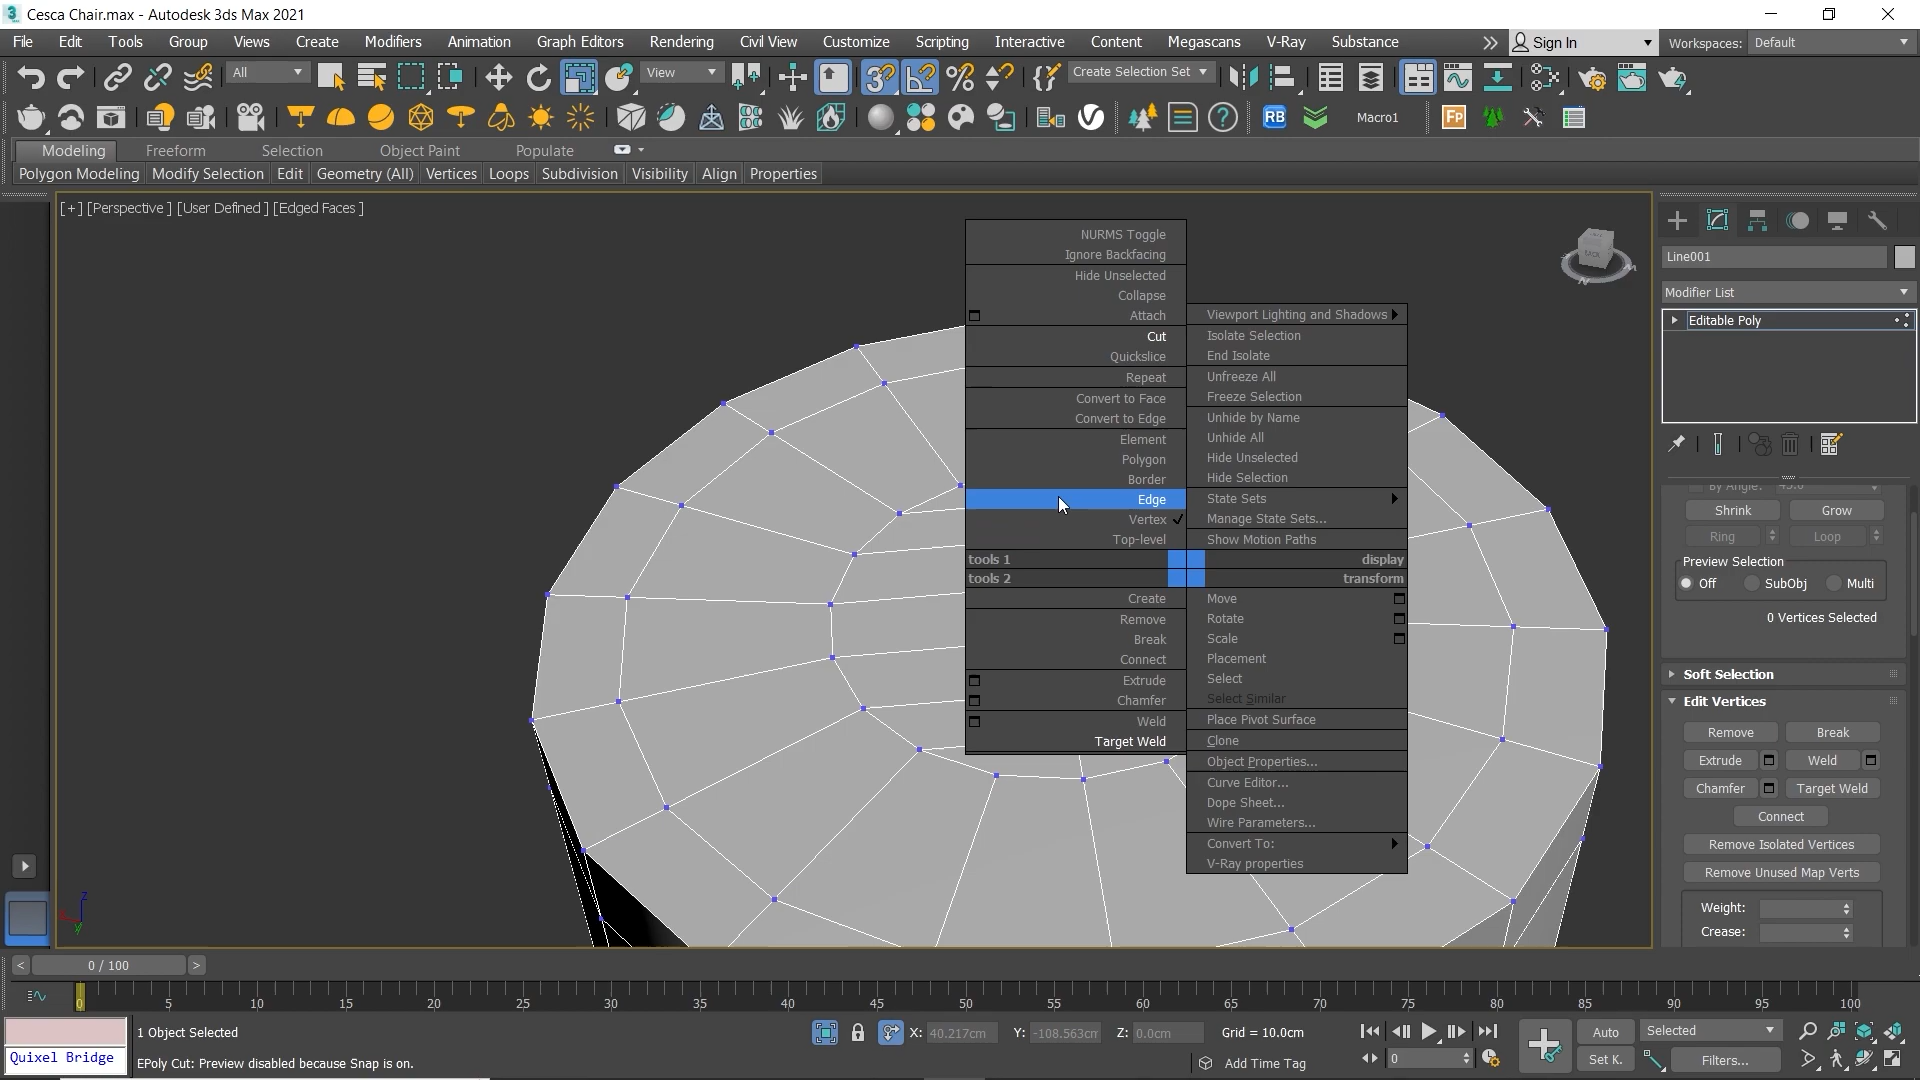 Cesca Chair.max - Autodesk 3ds Max 2021
File Edit Tools Group Views Create Modifiers Animation Graph Editors Rendering Civil View Customize Scripting Interactive Content Megascans V-Ray Substance
Sign In
Workspaces: Default
All
View
Create Selection Set
RB
Macro1
FP
Modeling Freeform Selection Object Paint Populate
Polygon Modeling Modify Selection Edit Geometry (All) Vertices Loops Subdivision Visibility Align Properties
[+] [Perspective ] [User Defined ] [Edged Faces ]
NURMS Toggle
Ignore Backfacing
Hide Unselected
Collapse
Attach
Cut
Quickslice
Repeat
Convert to Face
Convert to Edge
Element
Polygon
Border
Edge
Vertex
Top-level
tools 1
tools 2
Create
Remove
Break
Connect
Extrude
Chamfer
Weld
Target Weld
Viewport Lighting and Shadows
Isolate Selection
End Isolate
Unfreeze All
Freeze Selection
Unhide by Name
Unhide All
Hide Unselected
Hide Selection
State Sets
Manage State Sets...
Show Motion Paths
display
transform
Move
Rotate
Scale
Placement
Select
Select Similar
Place Pivot Surface
Clone
Object Properties...
Curve Editor...
Dope Sheet...
Wire Parameters...
Convert To:
V-Ray properties
BACK
N
Line001
Modifier List
Editable Poly
By Angle: 45.0
Shrink Grow
Ring Loop
Preview Selection
Off SubObj Multi
0 Vertices Selected
Soft Selection
Edit Vertices
Remove Break
Extrude Weld
Chamfer Target Weld
Connect
Remove Isolated Vertices
Remove Unused Map Verts
Weight:
Crease:
z
y
< 0 / 100 >
0 5 10 15 20 25 30 35 40 45 50 55 60 65 70 75 80 85 90 95 100
Quixel Bridge
1 Object Selected
EPoly Cut: Preview disabled because Snap is on.
X: 40.217cm Y: -108.563cm Z: 0.0cm Grid = 10.0cm
Add Time Tag
0
Auto Selected
Set K. Filters...